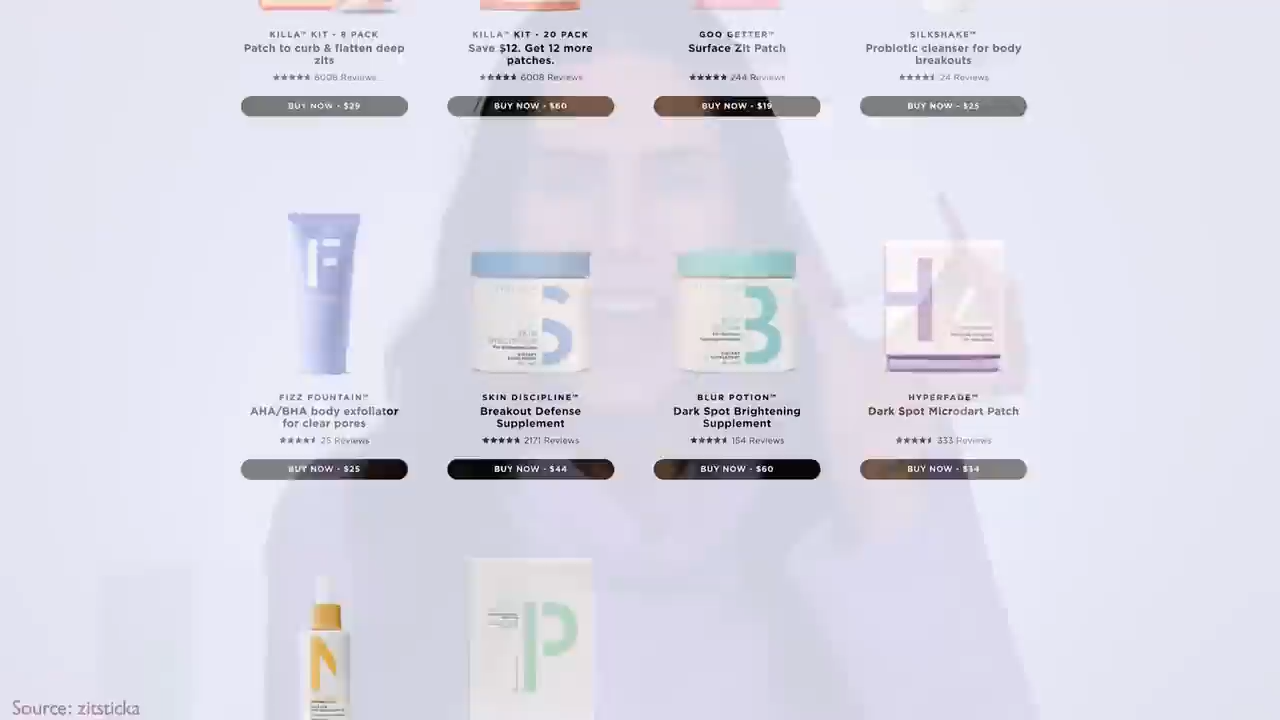 KILLA™ KIT - 8 PACK
Patch to curb & flatten deep
zits
6008 Reviews
BUY NOW - $29
KILLA™ KIT - 20 PACK
Save $12. Get 12 more
patches.
6008 Reviews
BUY NOW - $60
GOO GETTER™
Surface Zit Patch
244 Reviews
BUY NOW - $19
SILKSHAKE™
Probiotic cleanser for body
breakouts
24 Reviews
BUY NOW - $25
F
FIZZ FOUNTAIN™
AHA/BHA body exfoliator
for clear pores
25 Reviews
BUY NOW - $25
S
SKIN
DISCIPLINE
SKIN DISCIPLINE™
Breakout Defense
Supplement
2171 Reviews
BUY NOW - $44
B
BLUR POTION™
Dark Spot Brightening
Supplement
154 Reviews
BUY NOW - $60
H
HYPERFADE™
Dark Spot Microdart Patch
333 Reviews
BUY NOW - $34
N
P
Source: zitsticka